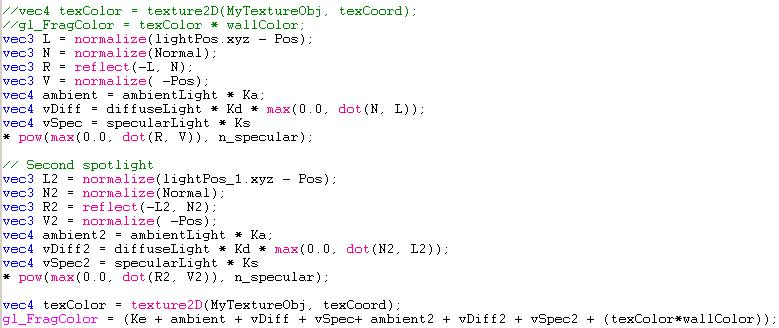 //vec4 texColor = texture2D(MyTextureObj, texCoord);
//gl_FragColor = texColor * wallColor;
vec3 L = normalize(lightPos.xyz - Pos);
vec3 N = normalize(Normal);
vec3 R = reflect(-L, N);
vec3 V = normalize( -Pos);
vec4 ambient = ambientLight * Ka;
vec4 vDiff = diffuseLight * Kd * max(0.0, dot(N, L));
vec4 vSpec = specularLight * Ks
* pow(max(0.0, dot(R, V)), n_specular);
// Second spotlight
vec3 L2 = normalize(lightPos_1.xyz - Pos);
vec3 N2 = normalize(Normal);
vec3 R2 = reflect(-L2, N2);
vec3 V2 = normalize( -Pos);
vec4 ambient2 = ambientLight * Ka;
vec4 vDiff2 = diffuseLight * Kd * max(0.0, dot(N2, L2));
vec4 vSpec2 = specularLight * Ks
* pow(max(0.0, dot(R2, V2)), n_specular);
vec4 texColor = texture2D(MyTextureObj, texCoord);
gl_FragColor = (Ke + ambient + vDiff + vSpec+ ambient2 + vDiff2 + vSpec2 + (texColor*wallColor));